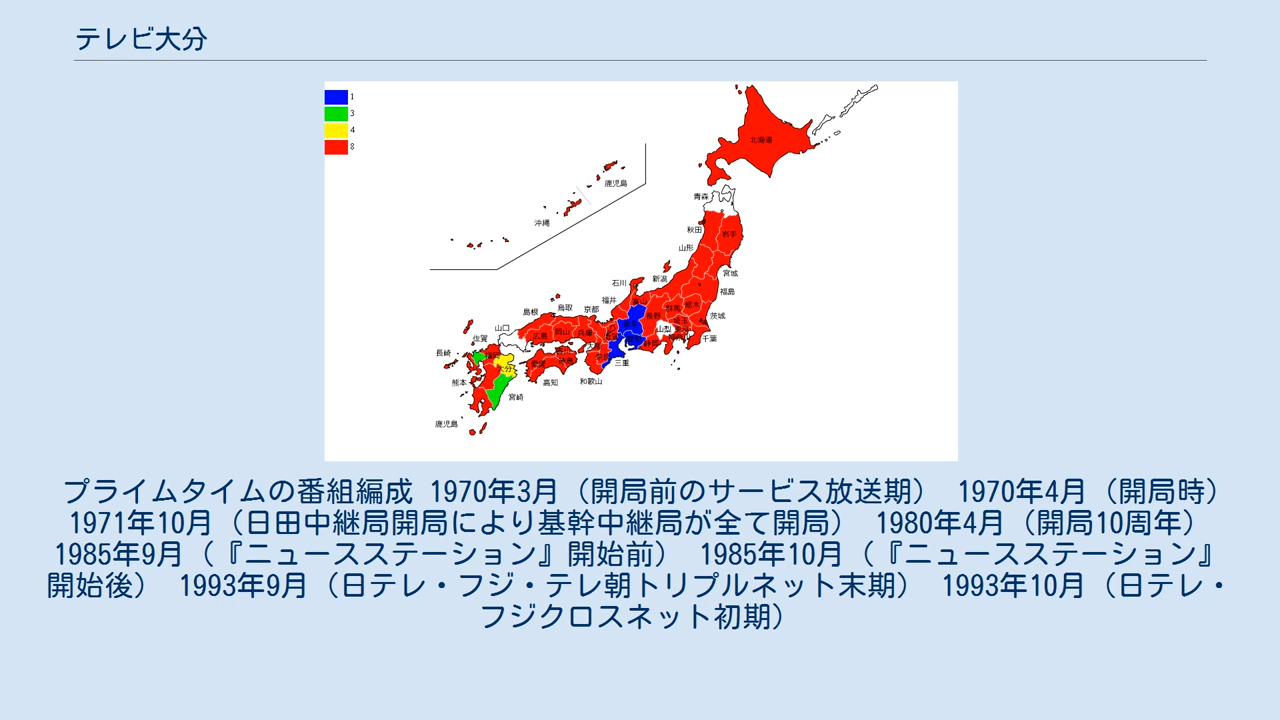 テレビ大分
1
3
4
8
北海道
鹿児島
青森
沖縄
秋田
岩手
山形
宮城
石川
新潟
福島
福井
富山
鳥取
京都
島根
長野
群馬
栃木
茨城
山口
広島
岡山
兵庫
山梨
埼玉
千葉
佐賀
静岡
長崎
福岡
三重
大分
愛媛
熊本
高知
和歌山
宮崎
鹿児島
プライムタイムの番組編成 1970年3月（開局前のサービス放送期） 1970年4月（開局時）
1971年10月（日田中継局開局により基幹中継局が全て開局） 1980年4月（開局10周年）
1985年9月（『ニュースステーション』開始前） 1985年10月（『ニュースステーション』
開始後） 1993年9月（日テレ・フジ・テレ朝トリプルネット末期） 1993年10月（日テレ・
フジクロスネット初期）